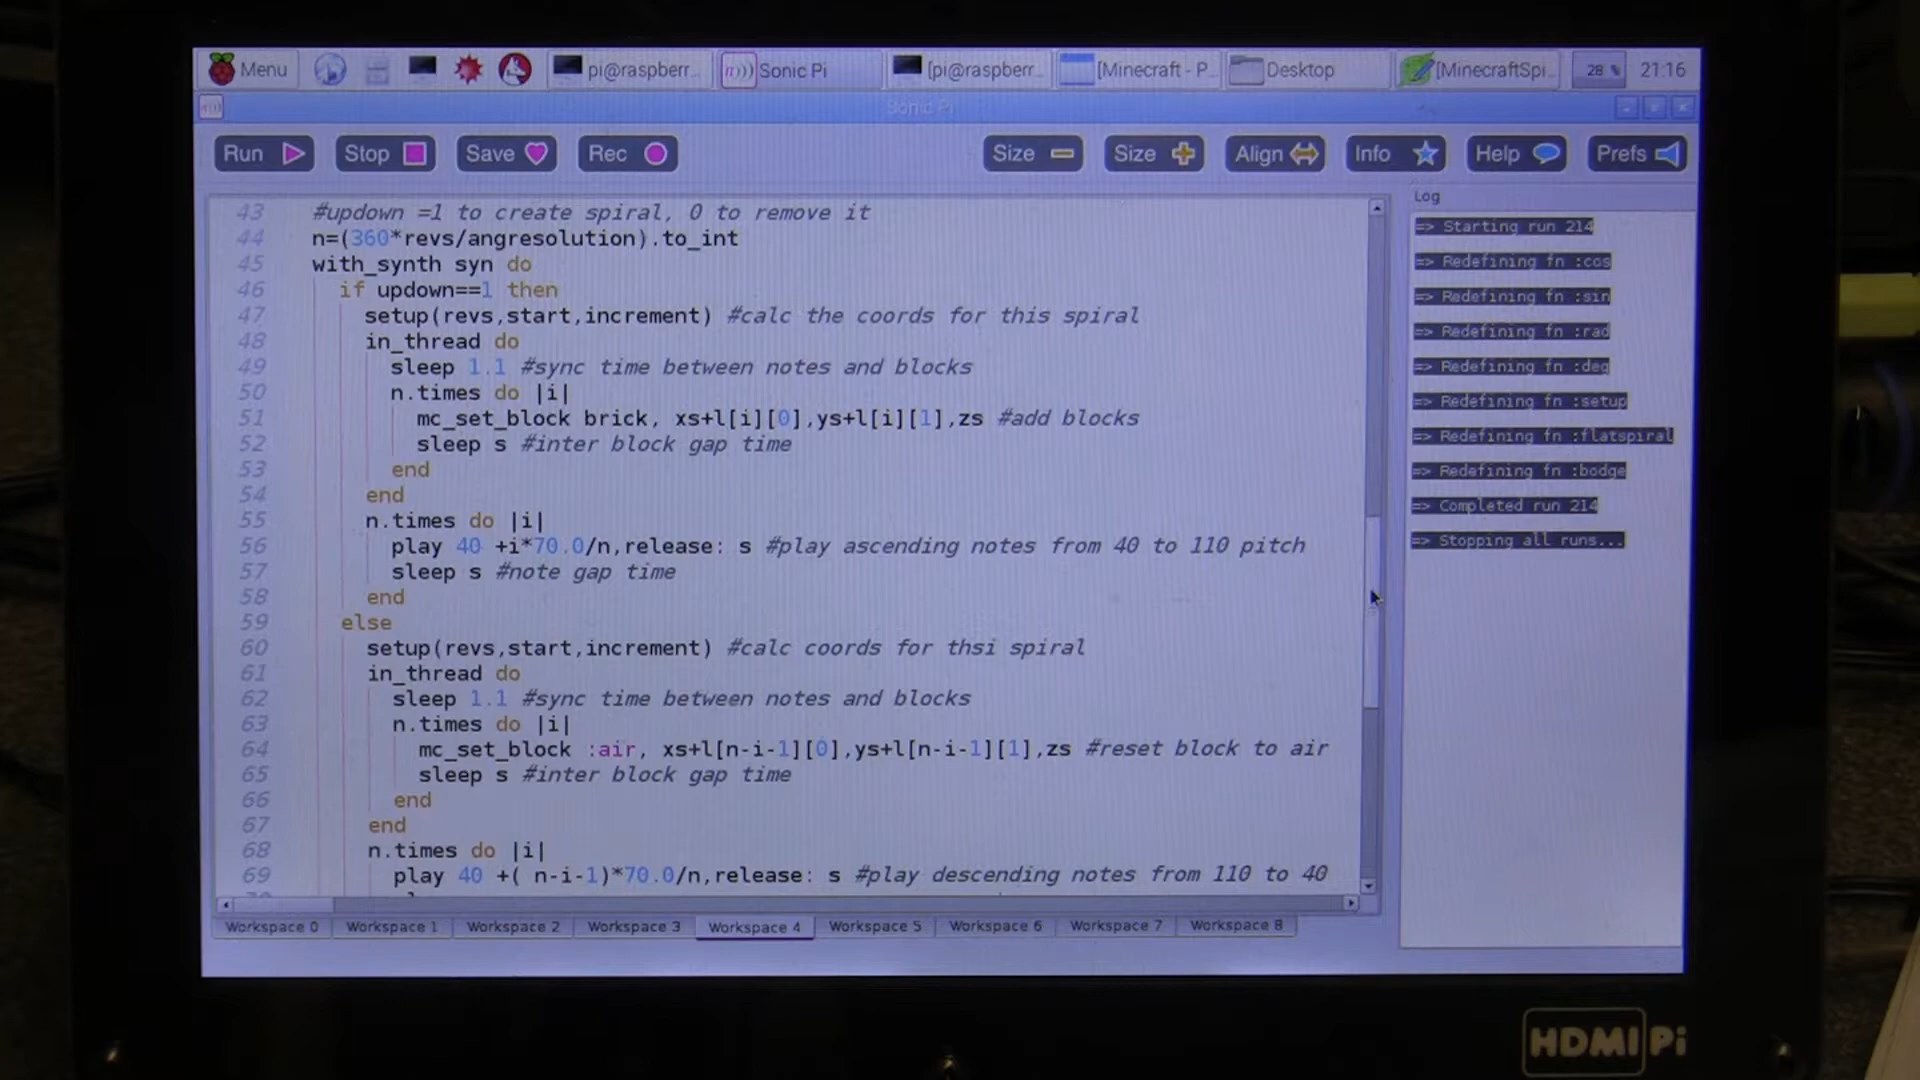 Menu pi@raspberr... Sonic Pi [pi@raspberr... [Minecraft - P... Desktop [MinecraftSpi... 28 % 21:16
Sonic Pi
Run Stop Save Rec Size Size Align Info Help Prefs
43 #updown =1 to create spiral, 0 to remove it
44 n=(360*revs/angresolution).to_int
45 with_synth syn do
46 if updown==1 then
47 setup(revs,start,increment) #calc the coords for this spiral
48 in_thread do
49 sleep 1.1 #sync time between notes and blocks
50 n.times do |i|
51 mc_set_block brick, xs+l[i][0],ys+l[i][1],zs #add blocks
52 sleep s #inter block gap time
53 end
54 end
55 n.times do |i|
56 play 40 +i*70.0/n,release: s #play ascending notes from 40 to 110 pitch
57 sleep s #note gap time
58 end
59 else
60 setup(revs,start,increment) #calc coords for thsi spiral
61 in_thread do
62 sleep 1.1 #sync time between notes and blocks
63 n.times do |i|
64 mc_set_block :air, xs+l[n-i-1][0],ys+l[n-i-1][1],zs #reset block to air
65 sleep s #inter block gap time
66 end
67 end
68 n.times do |i|
69 play 40 +( n-i-1)*70.0/n,release: s #play descending notes from 110 to 40
Log
=> Starting run 214
=> Redefining fn :cos
=> Redefining fn :sin
=> Redefining fn :rad
=> Redefining fn :deg
=> Redefining fn :setup
=> Redefining fn :flatspiral
=> Redefining fn :bodge
=> Completed run 214
=> Stopping all runs...
Workspace 0 Workspace 1 Workspace 2 Workspace 3 Workspace 4 Workspace 5 Workspace 6 Workspace 7 Workspace 8
HDMI Pi